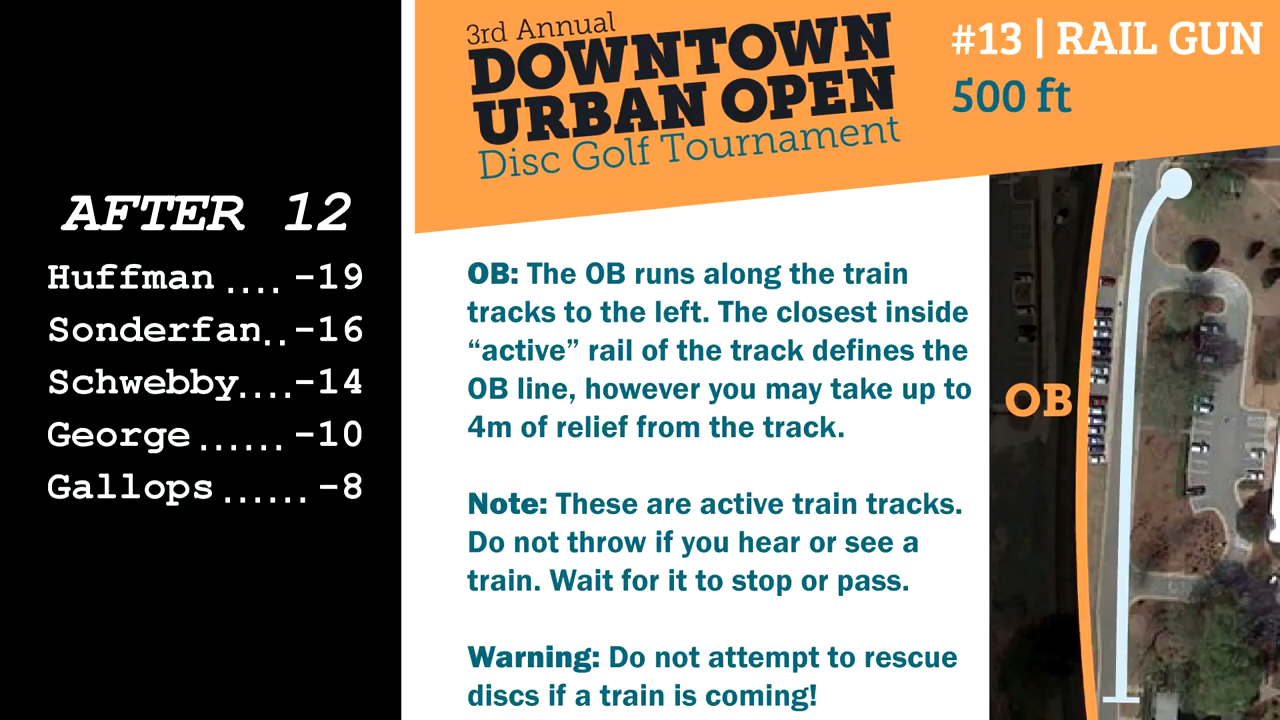 AFTER 12
Huffman .... -19
Sonderfan.. -16
Schwebby.... -14
George ...... -10
Gallops ...... -8
3rd Annual
DOWNTOWN
URBAN OPEN
Disc Golf Tournament
#13 | RAIL GUN
500 ft
OB: The OB runs along the train
tracks to the left. The closest inside
“active” rail of the track defines the
OB line, however you may take up to
4m of relief from the track.
Note: These are active train tracks.
Do not throw if you hear or see a
train. Wait for it to stop or pass.
Warning: Do not attempt to rescue
discs if a train is coming!
OB